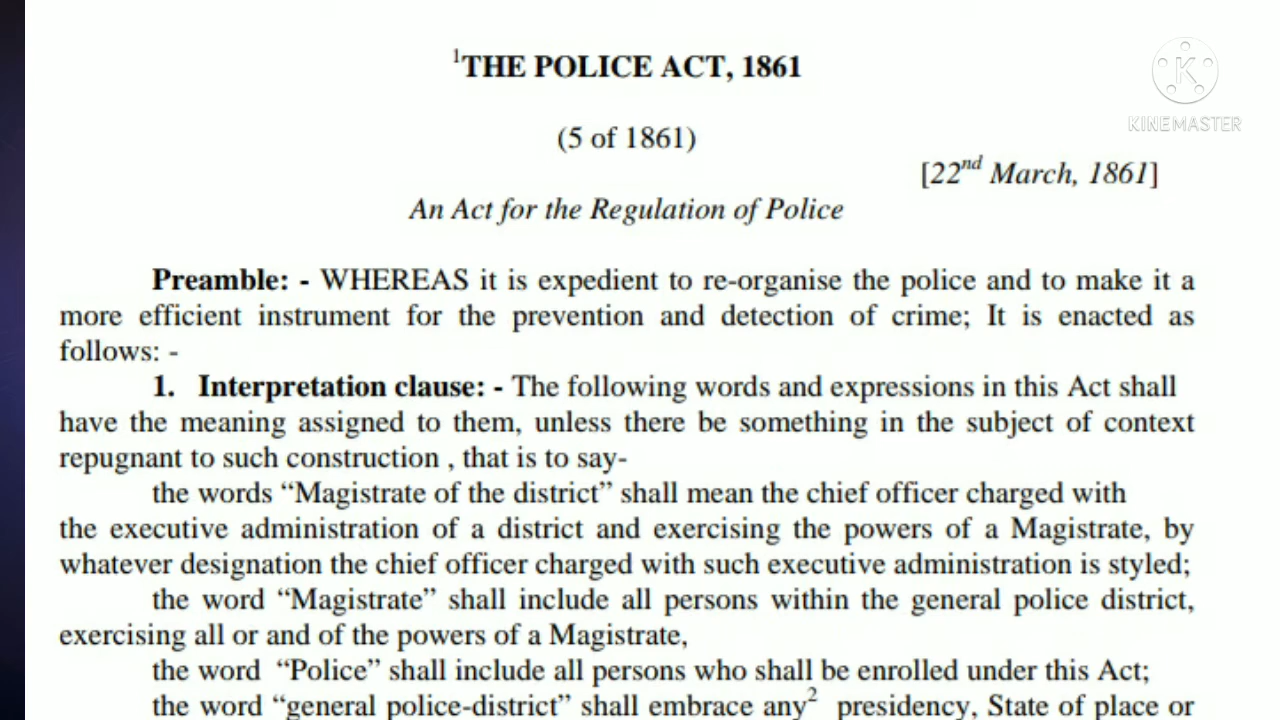 ¹THE POLICE ACT, 1861
KINEMASTER
(5 of 1861)
[22nd March, 1861]
An Act for the Regulation of Police
Preamble: - WHEREAS it is expedient to re-organise the police and to make it a
more efficient instrument for the prevention and detection of crime; It is enacted as
follows: -
1. Interpretation clause: - The following words and expressions in this Act shall
have the meaning assigned to them, unless there be something in the subject of context
repugnant to such construction , that is to say-
the words “Magistrate of the district” shall mean the chief officer charged with
the executive administration of a district and exercising the powers of a Magistrate, by
whatever designation the chief officer charged with such executive administration is styled;
the word “Magistrate” shall include all persons within the general police district,
exercising all or and of the powers of a Magistrate,
the word “Police” shall include all persons who shall be enrolled under this Act;
the word “general police-district” shall embrace any² presidency, State of place or